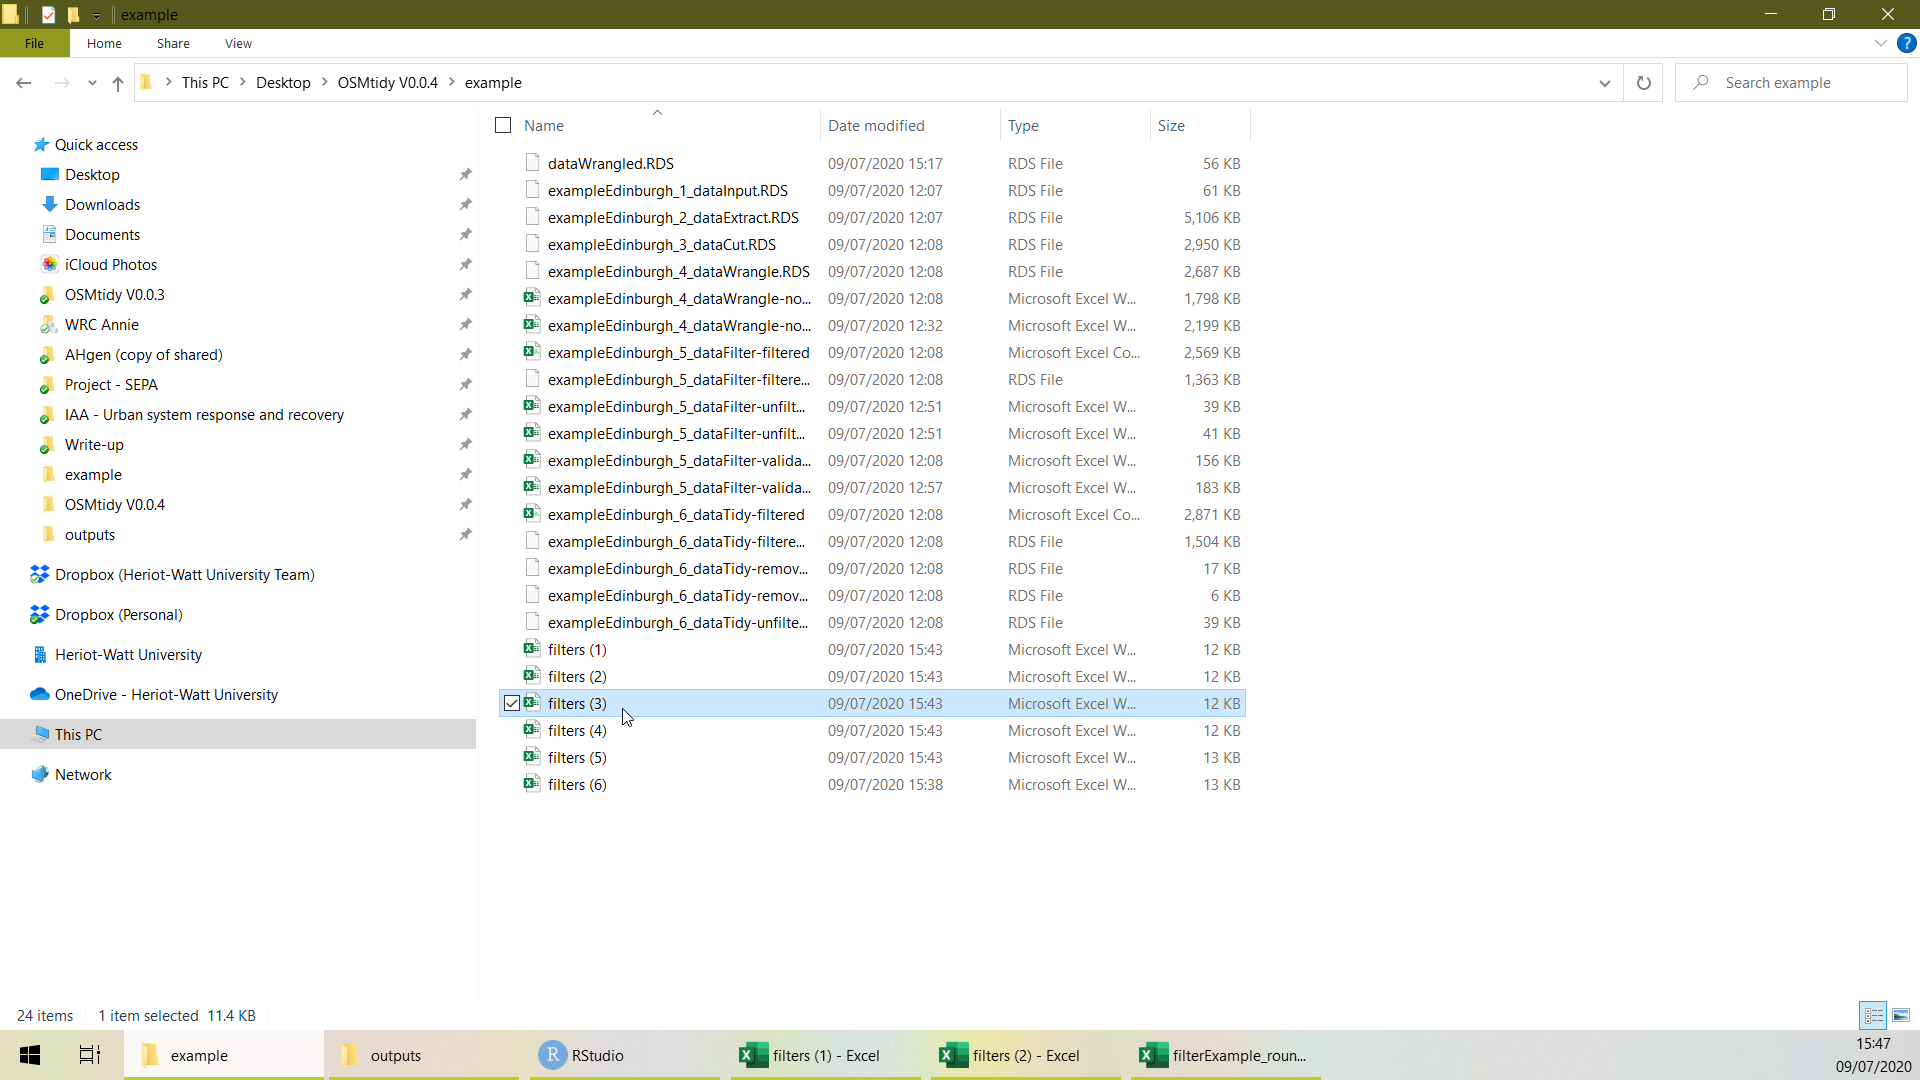 example
File Home Share View
?
This PC Desktop OSMtidy V0.0.4 example
Search example
Name Date modified Type Size
Quick access
Desktop
Downloads
Documents
iCloud Photos
OSMtidy V0.0.3
WRC Annie
AHgen (copy of shared)
Project - SEPA
IAA - Urban system response and recovery
Write-up
example
OSMtidy V0.0.4
outputs
Dropbox (Heriot-Watt University Team)
Dropbox (Personal)
Heriot-Watt University
OneDrive - Heriot-Watt University
This PC
Network
dataWrangled.RDS 09/07/2020 15:17 RDS File 56 KB
exampleEdinburgh_1_dataInput.RDS 09/07/2020 12:07 RDS File 61 KB
exampleEdinburgh_2_dataExtract.RDS 09/07/2020 12:07 RDS File 5,106 KB
exampleEdinburgh_3_dataCut.RDS 09/07/2020 12:08 RDS File 2,950 KB
exampleEdinburgh_4_dataWrangle.RDS 09/07/2020 12:08 RDS File 2,687 KB
exampleEdinburgh_4_dataWrangle-no... 09/07/2020 12:08 Microsoft Excel W... 1,798 KB
exampleEdinburgh_4_dataWrangle-no... 09/07/2020 12:32 Microsoft Excel W... 2,199 KB
exampleEdinburgh_5_dataFilter-filtered 09/07/2020 12:08 Microsoft Excel Co... 2,569 KB
exampleEdinburgh_5_dataFilter-filtere... 09/07/2020 12:08 RDS File 1,363 KB
exampleEdinburgh_5_dataFilter-unfilt... 09/07/2020 12:51 Microsoft Excel W... 39 KB
exampleEdinburgh_5_dataFilter-unfilt... 09/07/2020 12:51 Microsoft Excel W... 41 KB
exampleEdinburgh_5_dataFilter-valida... 09/07/2020 12:08 Microsoft Excel W... 156 KB
exampleEdinburgh_5_dataFilter-valida... 09/07/2020 12:57 Microsoft Excel W... 183 KB
exampleEdinburgh_6_dataTidy-filtered 09/07/2020 12:08 Microsoft Excel Co... 2,871 KB
exampleEdinburgh_6_dataTidy-filtere... 09/07/2020 12:08 RDS File 1,504 KB
exampleEdinburgh_6_dataTidy-remov... 09/07/2020 12:08 RDS File 17 KB
exampleEdinburgh_6_dataTidy-remov... 09/07/2020 12:08 RDS File 6 KB
exampleEdinburgh_6_dataTidy-unfilte... 09/07/2020 12:08 RDS File 39 KB
filters (1) 09/07/2020 15:43 Microsoft Excel W... 12 KB
filters (2) 09/07/2020 15:43 Microsoft Excel W... 12 KB
filters (3) 09/07/2020 15:43 Microsoft Excel W... 12 KB
filters (4) 09/07/2020 15:43 Microsoft Excel W... 12 KB
filters (5) 09/07/2020 15:43 Microsoft Excel W... 13 KB
filters (6) 09/07/2020 15:38 Microsoft Excel W... 13 KB
24 items 1 item selected 11.4 KB
example outputs R RStudio filters (1) - Excel filters (2) - Excel filterExample_roun...
15:47
09/07/2020